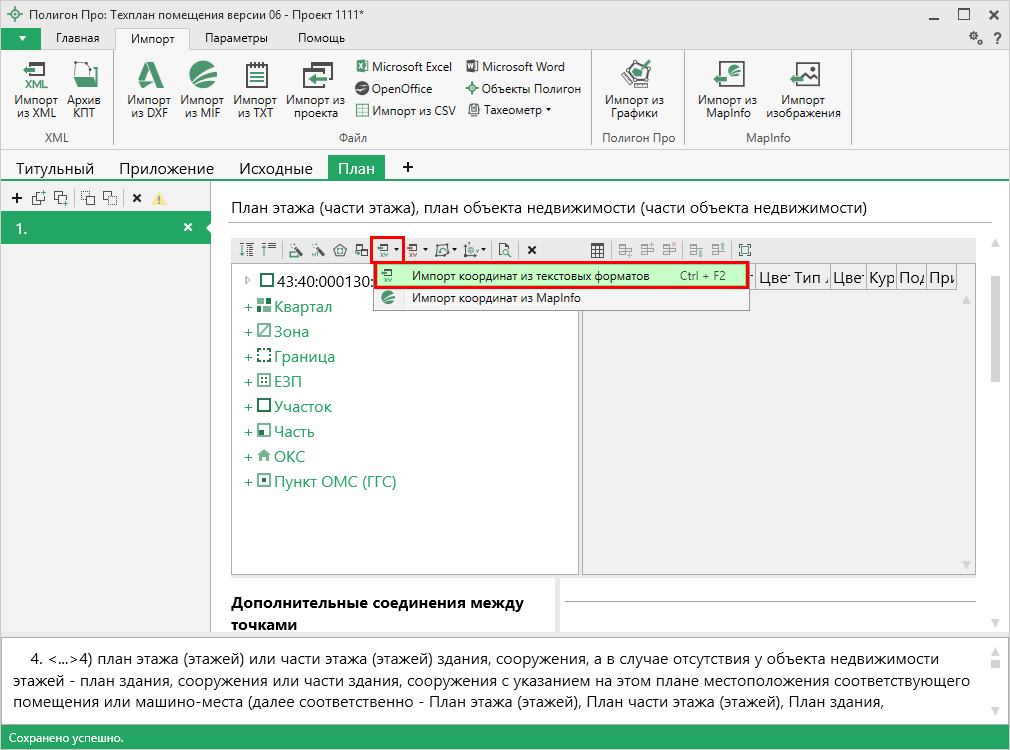 Полигон Про: Техплан помещения версии 06 - Проект 1111*
Главная Импорт Параметры Помощь
?
XML
Импорт из XML
Архив КПТ
XML
Импорт из DXF
Импорт из MIF
Импорт из TXT
Импорт из проекта
Microsoft Excel
OpenOffice
Импорт из CSV
Microsoft Word
Объекты Полигон
Тахеометр
Файл
Импорт из Графики
Полигон Про
Импорт из MapInfo
Импорт изображения
MapInfo
Титульный Приложение Исходные План +
1.
План этажа (части этажа), план объекта недвижимости (части объекта недвижимости)
43:40:000130:
Импорт координат из текстовых форматов Ctrl + F2
Импорт координат из MapInfo
Цве Тип Цве Кур Под При
+ Квартал
+ Зона
+ Граница
+ ЕЗП
+ Участок
+ Часть
+ ОКС
+ Пункт ОМС (ГГС)
Дополнительные соединения между
точками
4. <...>4) план этажа (этажей) или части этажа (этажей) здания, сооружения, а в случае отсутствия у объекта недвижимости
этажей - план здания, сооружения или части здания, сооружения с указанием на этом плане местоположения соответствующего
помещения или машино-места (далее соответственно - План этажа (этажей), План части этажа (этажей), План здания,
Сохранено успешно.